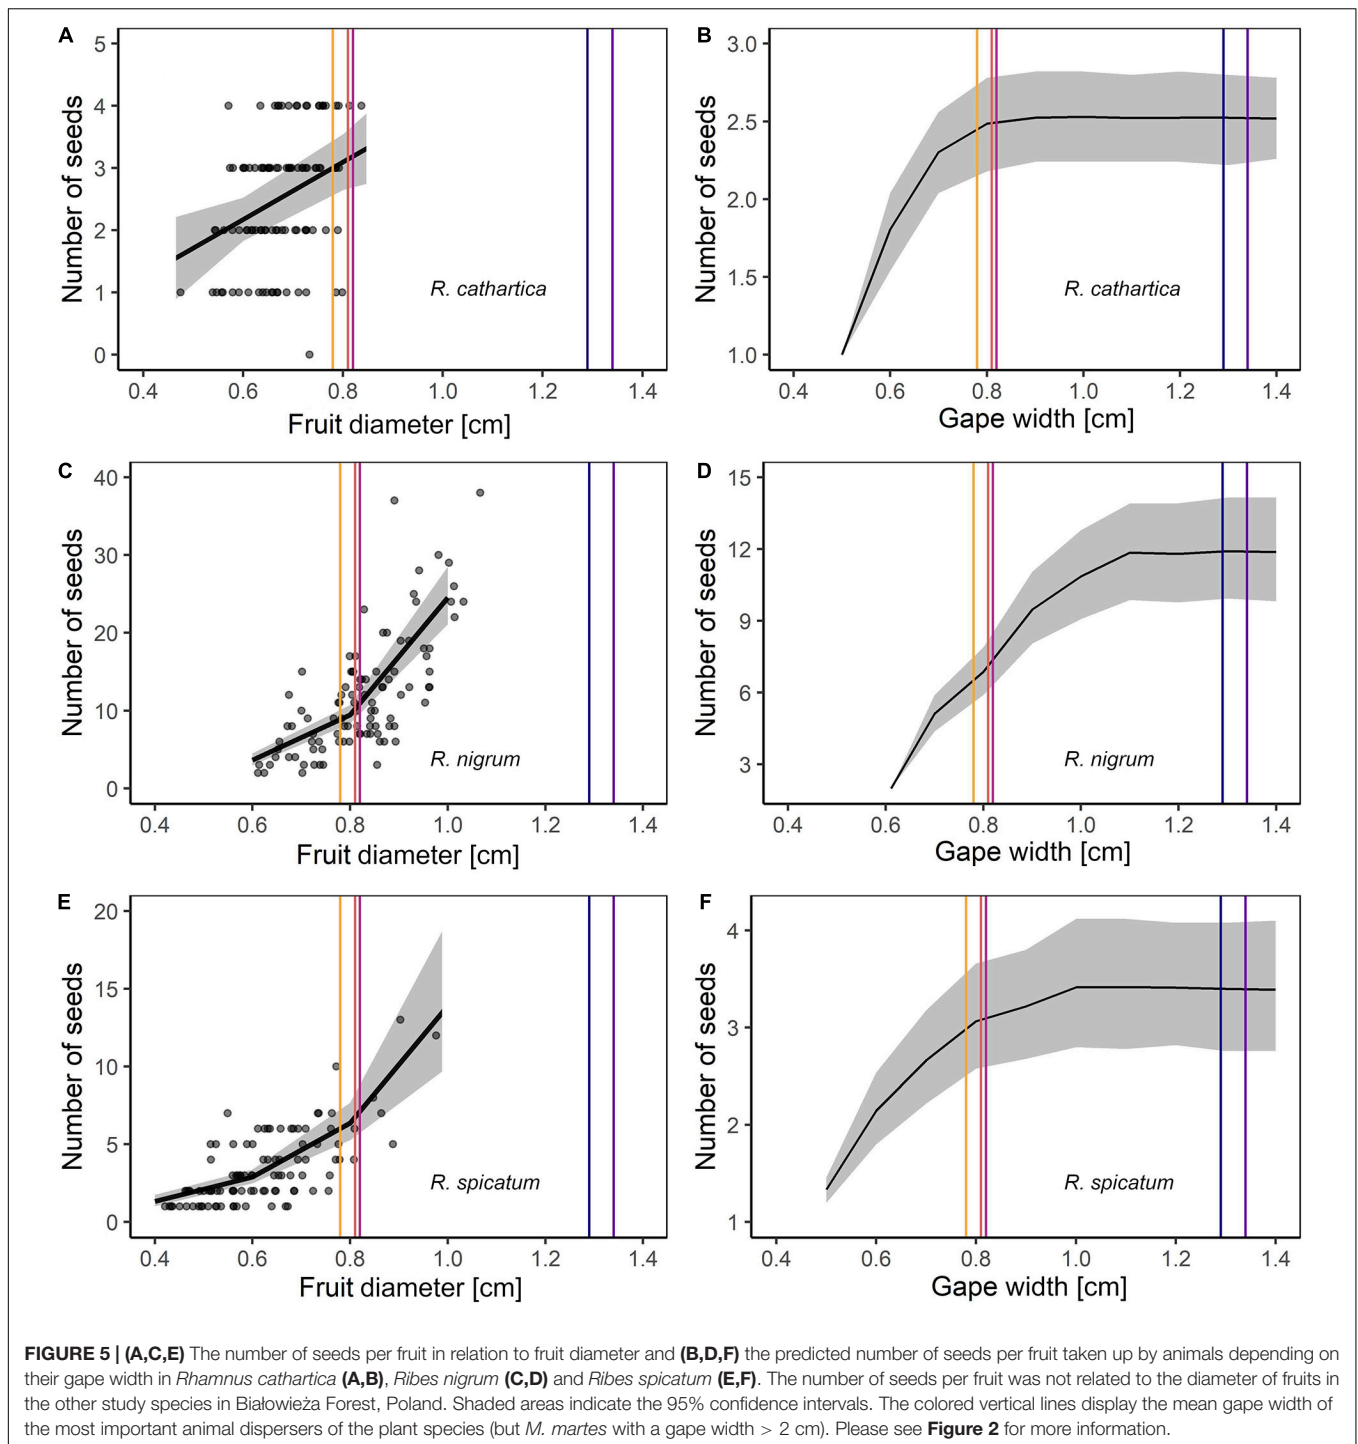 A
5
4
3
2
1
0
Number of seeds
R. cathartica
0.4 0.6 0.8 1.0 1.2 1.4
Fruit diameter [cm]
B
3.0
2.5
2.0
1.5
1.0
Number of seeds
R. cathartica
0.4 0.6 0.8 1.0 1.2 1.4
Gape width [cm]
C
40
30
20
10
0
Number of seeds
R. nigrum
0.4 0.6 0.8 1.0 1.2 1.4
Fruit diameter [cm]
D
15
12
9
6
3
Number of seeds
R. nigrum
0.4 0.6 0.8 1.0 1.2 1.4
Gape width [cm]
E
20
15
10
5
0
Number of seeds
R. spicatum
0.4 0.6 0.8 1.0 1.2 1.4
Fruit diameter [cm]
F
4
3
2
1
Number of seeds
R. spicatum
0.4 0.6 0.8 1.0 1.2 1.4
Gape width [cm]
FIGURE 5 | (A,C,E) The number of seeds per fruit in relation to fruit diameter and (B,D,F) the predicted number of seeds per fruit taken up by animals depending on
their gape width in Rhamnus cathartica (A,B), Ribes nigrum (C,D) and Ribes spicatum (E,F). The number of seeds per fruit was not related to the diameter of fruits in
the other study species in Białowieża Forest, Poland. Shaded areas indicate the 95% confidence intervals. The colored vertical lines display the mean gape width of
the most important animal dispersers of the plant species (but M. martes with a gape width > 2 cm). Please see Figure 2 for more information.